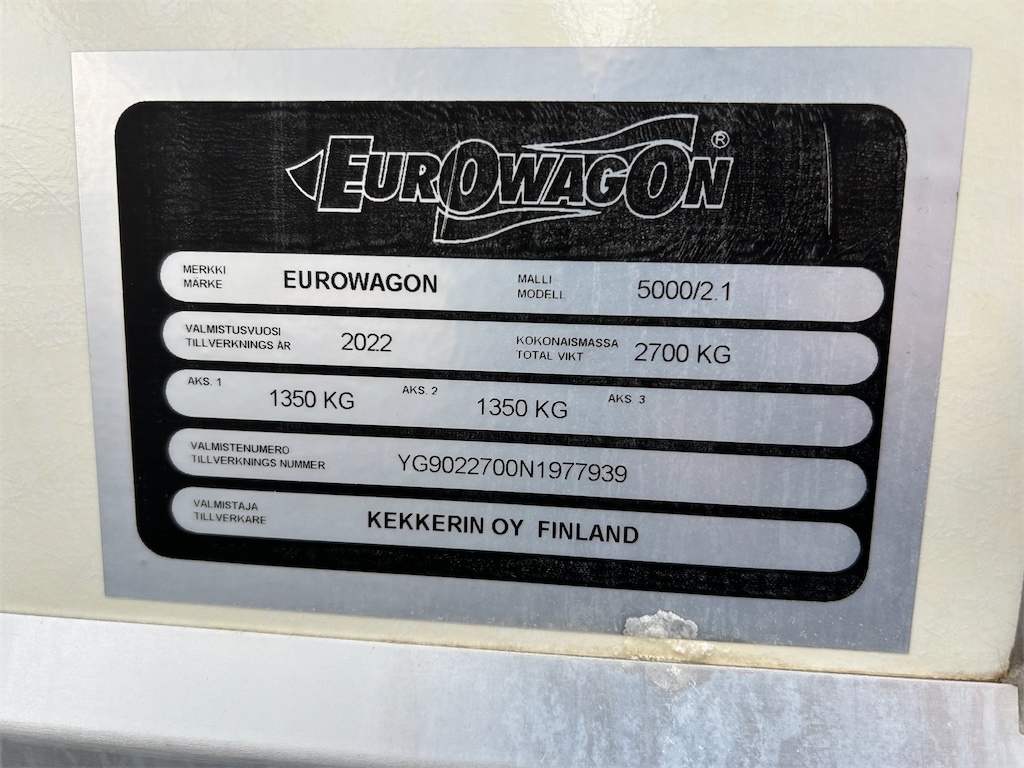 EUROWAGON®
MERKKI
MÄRKE
EUROWAGON
MALLI
MODELL
5000/2.1
VALMISTUSVUOSI
TILLVERKNINGS ÅR
2022
KOKONAISMASSA
TOTAL VIKT
2700 KG
AKS. 1
1350 KG
AKS. 2
1350 KG
AKS 3
VALMISTENUMERO
TILLVERKNINGS NUMMER
YG9022700N1977939
VALMISTAJA
TILLVERKARE
KEKKERIN OY FINLAND